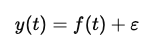 y(t) = f(t) + ε